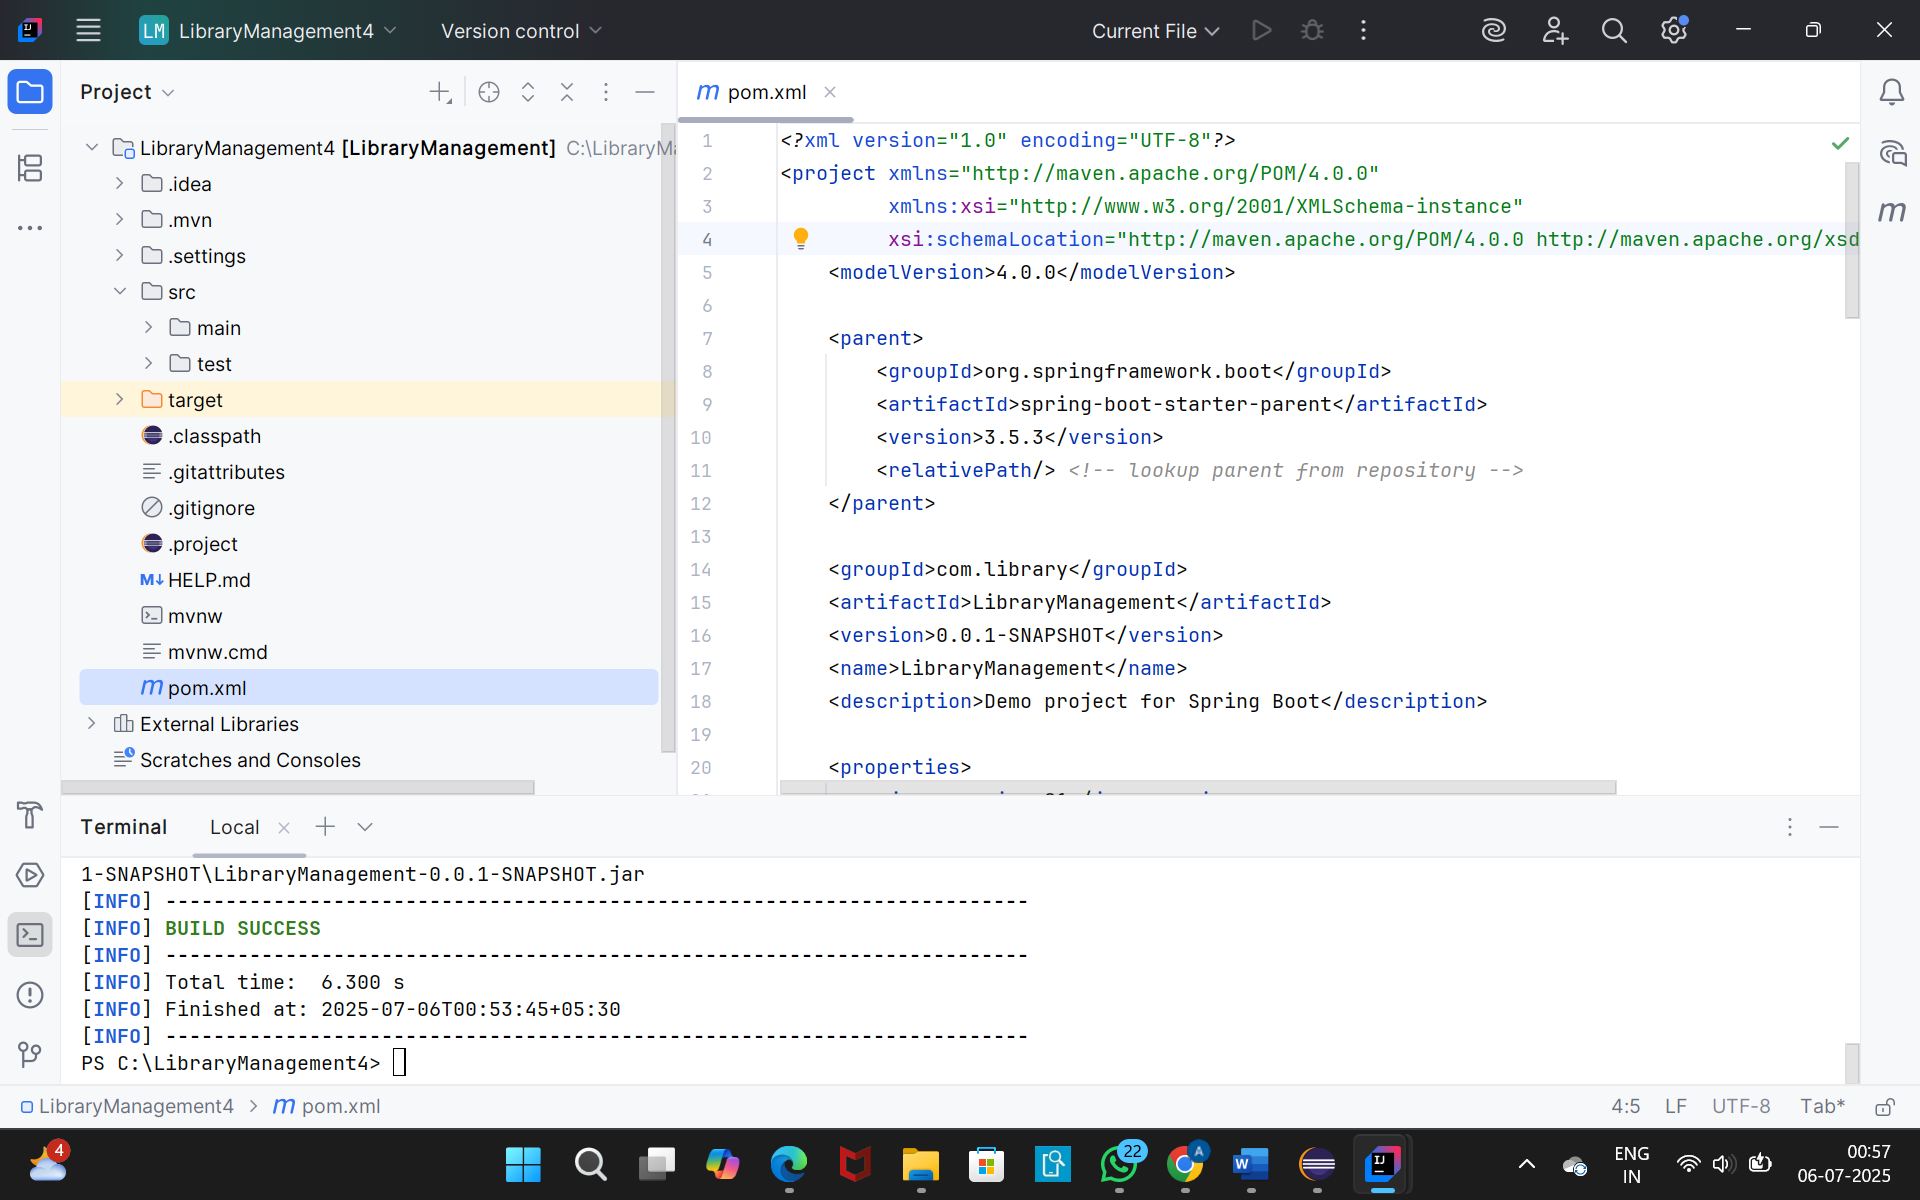 LM LibraryManagement4 Version control Current File
Project
pom.xml
LibraryManagement4 [LibraryManagement] C:\LibraryMa
.idea
.mvn
.settings
src
main
test
target
.classpath
.gitattributes
.gitignore
.project
M↓ HELP.md
mvnw
mvnw.cmd
m pom.xml
External Libraries
Scratches and Consoles
1 <?xml version="1.0" encoding="UTF-8"?>
2 <project xmlns="http://maven.apache.org/POM/4.0.0"
3 xmlns:xsi="http://www.w3.org/2001/XMLSchema-instance"
4 xsi:schemaLocation="http://maven.apache.org/POM/4.0.0 http://maven.apache.org/xsd
5 <modelVersion>4.0.0</modelVersion>
6
7 <parent>
8 <groupId>org.springframework.boot</groupId>
9 <artifactId>spring-boot-starter-parent</artifactId>
10 <version>3.5.3</version>
11 <relativePath/> <!-- lookup parent from repository -->
12 </parent>
13
14 <groupId>com.library</groupId>
15 <artifactId>LibraryManagement</artifactId>
16 <version>0.0.1-SNAPSHOT</version>
17 <name>LibraryManagement</name>
18 <description>Demo project for Spring Boot</description>
19
20 <properties>
Terminal Local
1-SNAPSHOT\LibraryManagement-0.0.1-SNAPSHOT.jar
[INFO] ------------------------------------------------------------------------
[INFO] BUILD SUCCESS
[INFO] ------------------------------------------------------------------------
[INFO] Total time:  6.300 s
[INFO] Finished at: 2025-07-06T00:53:45+05:30
[INFO] ------------------------------------------------------------------------
PS C:\LibraryManagement4>
LibraryManagement4 > m pom.xml 4:5 LF UTF-8 Tab*
4 22 A W IJ ENG IN 00:57
06-07-2025